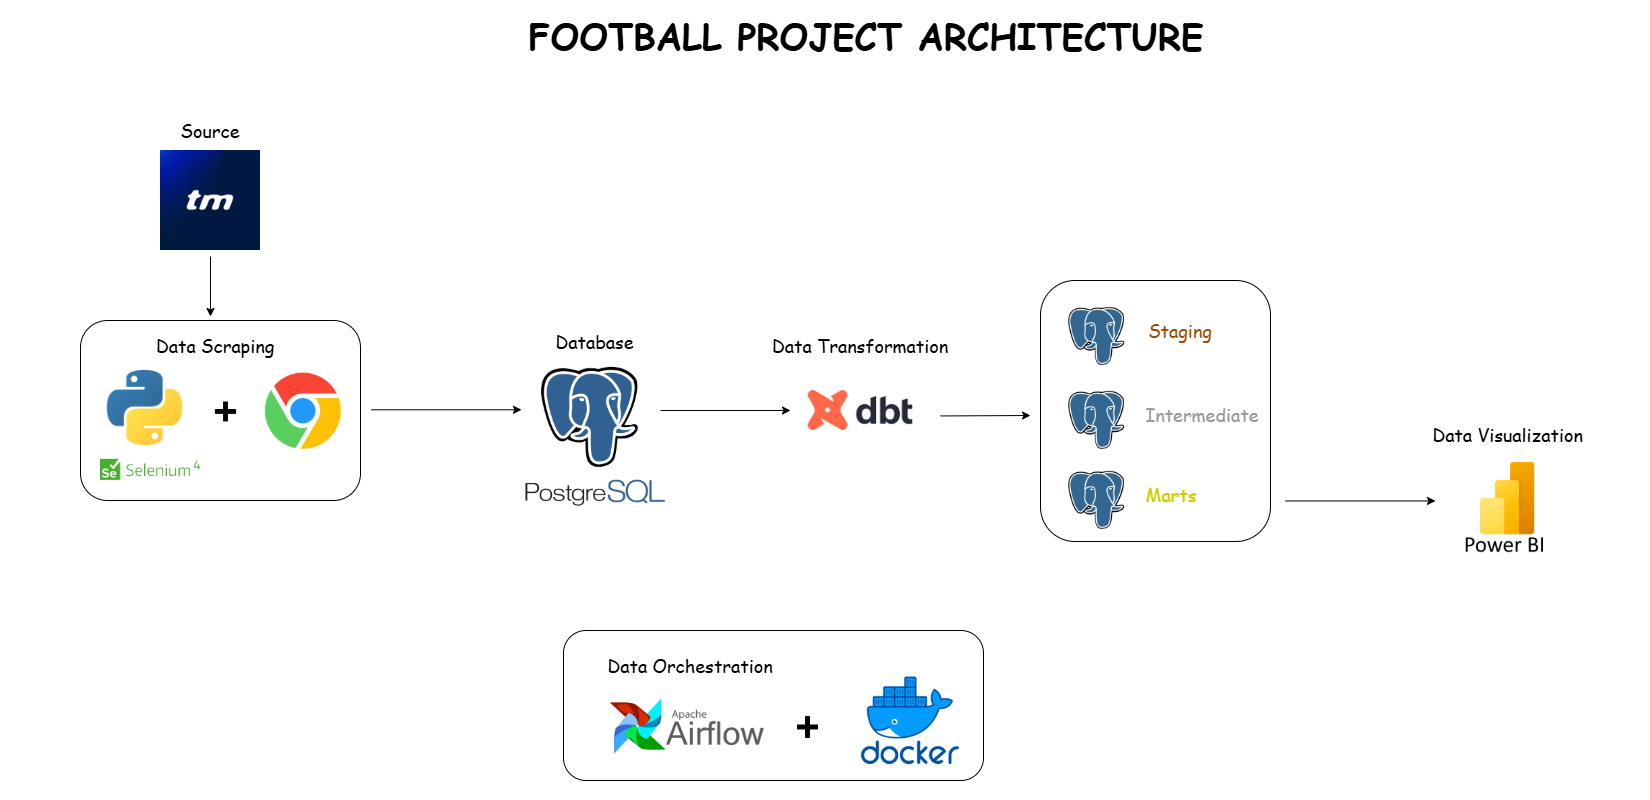 FOOTBALL PROJECT ARCHITECTURE
Source
tm
Data Scraping
+
Se Selenium 4
Database
PostgreSQL
Data Transformation
dbt
Staging
Intermediate
Marts
Data Visualization
Power BI
Data Orchestration
Apache
Airflow
+
docker